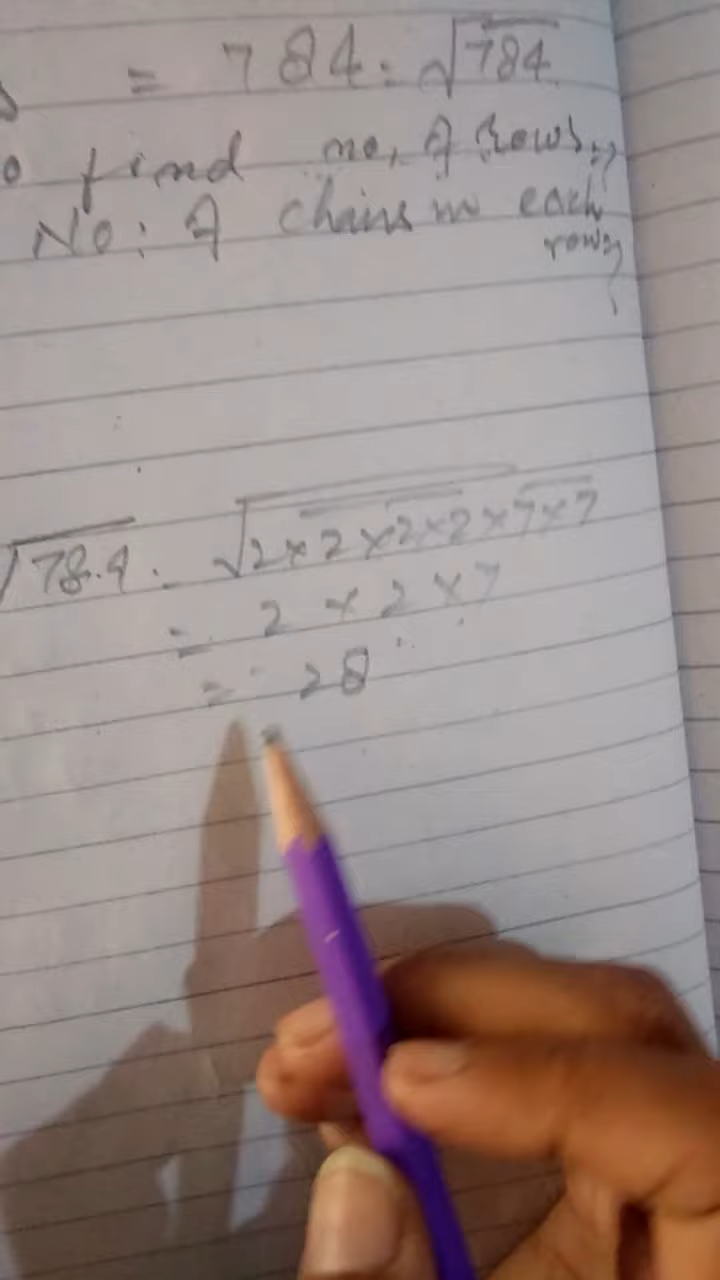 = 784 = √784
find no. of rows,
No: of chairs in each
rows
√784 = √2×2×2×2×7×7
= 2 × 2 × 7
= 28